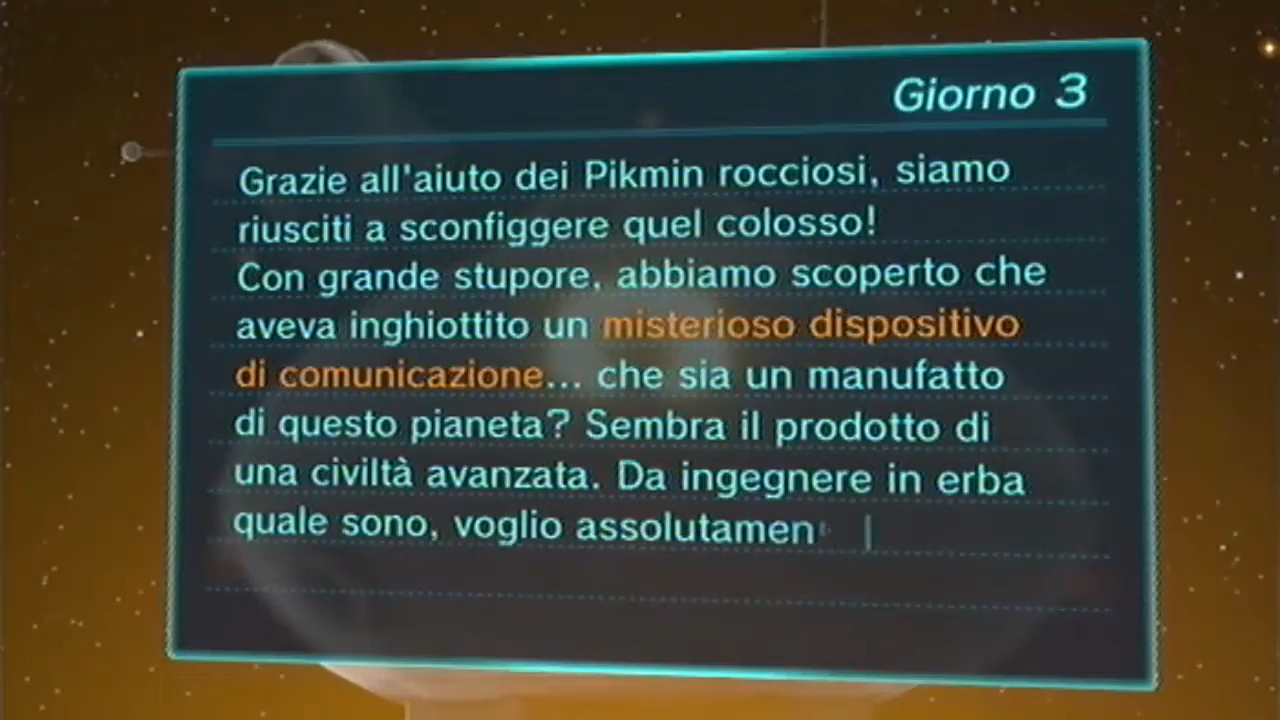 Giorno 3
Grazie all'aiuto dei Pikmin rocciosi, siamo
riusciti a sconfiggere quel colosso!
Con grande stupore, abbiamo scoperto che
aveva inghiottito un misterioso dispositivo
di comunicazione... che sia un manufatto
di questo pianeta? Sembra il prodotto di
una civiltà avanzata. Da ingegnere in erba
quale sono, voglio assolutamen